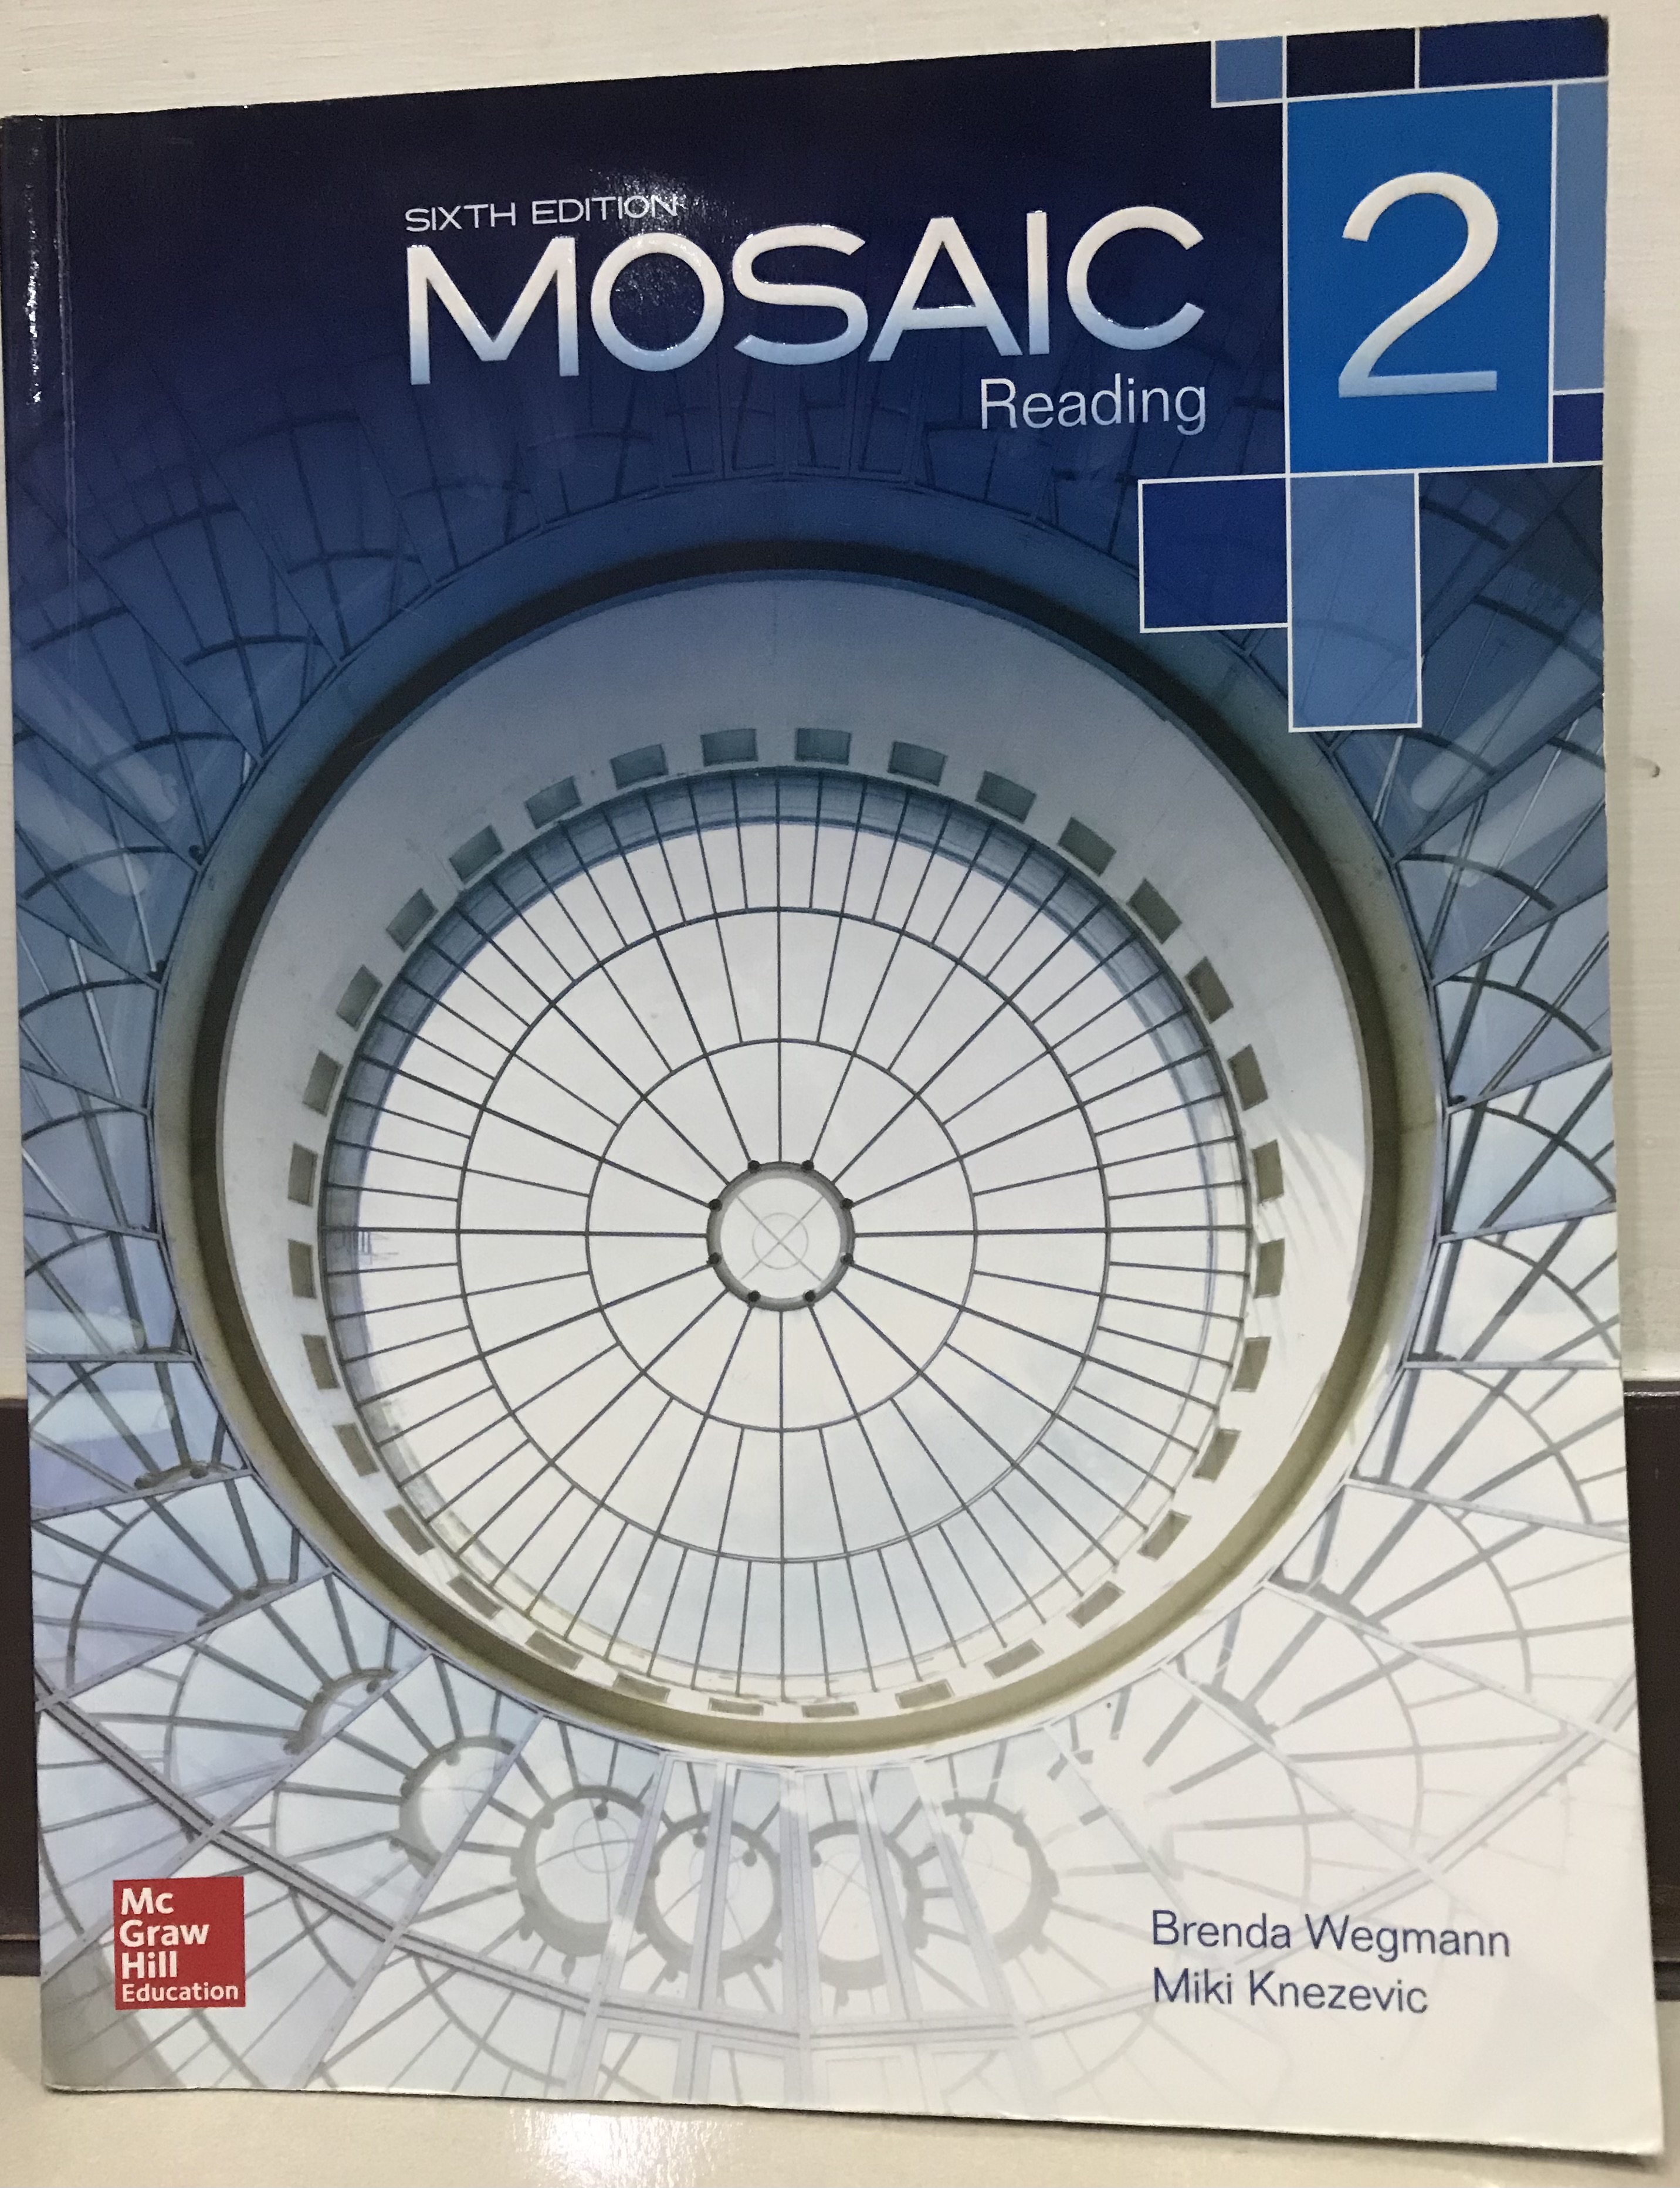 SIXTH EDITION
MOSAIC
2
Reading
Mc
Graw
Hill
Education
Brenda Wegmann
Miki Knezevic